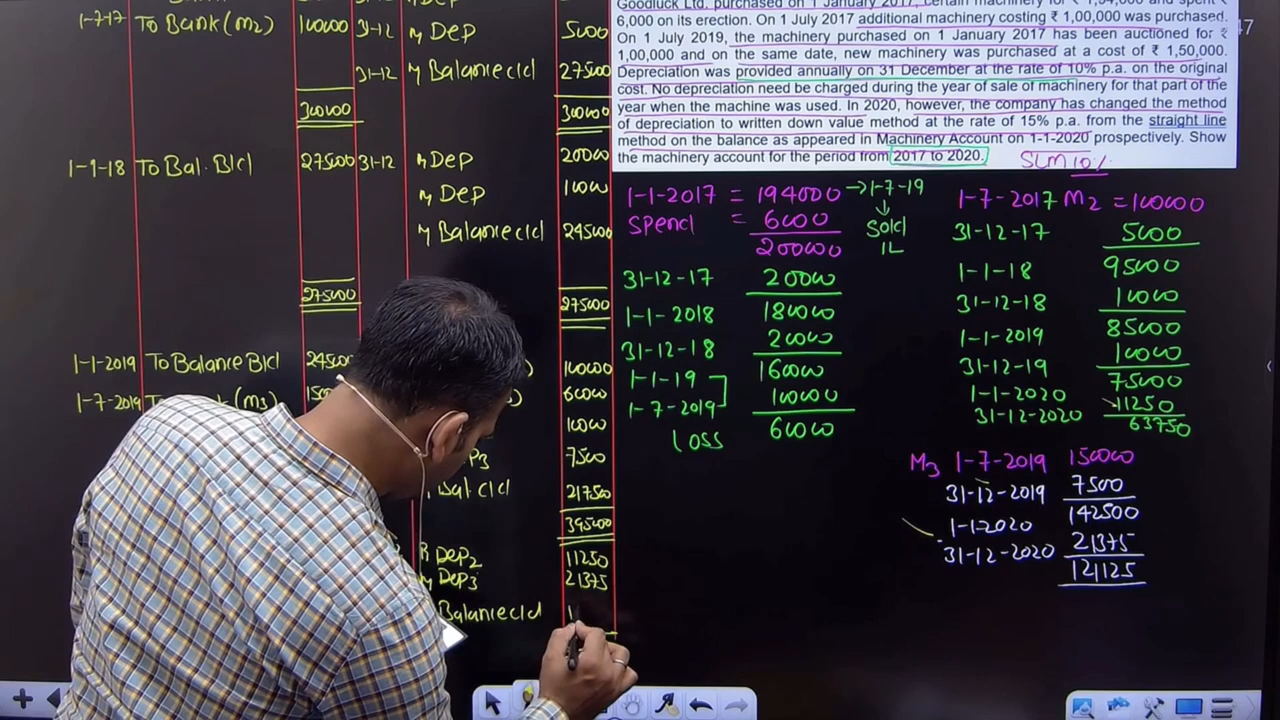 Goodluck Ltd. purchased on 1 January 2017, certain machinery for ₹ 1,94,000 and spent ₹
6,000 on its erection. On 1 July 2017 additional machinery costing ₹ 1,00,000 was purchased.
On 1 July 2019, the machinery purchased on 1 January 2017 has been auctioned for ₹
1,00,000 and on the same date, new machinery was purchased at a cost of ₹ 1,50,000.
Depreciation was provided annually on 31 December at the rate of 10% p.a. on the original
cost. No depreciation need be charged during the year of sale of machinery for that part of the
year when the machine was used. In 2020, however, the company has changed the method
of depreciation to written down value method at the rate of 15% p.a. from the straight line
method on the balance as appeared in Machinery Account on 1-1-2020 prospectively. Show
the machinery account for the period from 2017 to 2020.
SLM 10%
47
1-7-17 To Bank (M2) 100000 31-12 By Dep 5000
31-12 By Balance c/d 275000
300000 300000
1-1-18 To Bal. B/cl 275000 31-12 By Dep 20000
By Dep 10000
By Balance c/d 245000
275000 275000
1-1-2019 To Balance B/cl 245000 100000
1-7-2019 (M3) 60000
10000
7500
Bal. c/d 217500
395000
By Dep2 11250
By Dep3 21375
Balance c/d
1-1-2017 = 194000 → 1-7-19
Spend = 6000 ↓ Sold
200000 1L
31-12-17 20000
1-1-2018 180000
31-12-18 20000
1-1-19 160000
1-7-2019 100000
Loss 60000
1-7-2017 M2 = 100000
31-12-17 5000
1-1-18 95000
31-12-18 10000
1-1-2019 85000
31-12-19 10000
1-1-2020 75000
31-12-2020 11250
63750
M3 1-7-2019 150000
31-12-2019 7500
1-1-2020 142500
31-12-2020 21375
121125